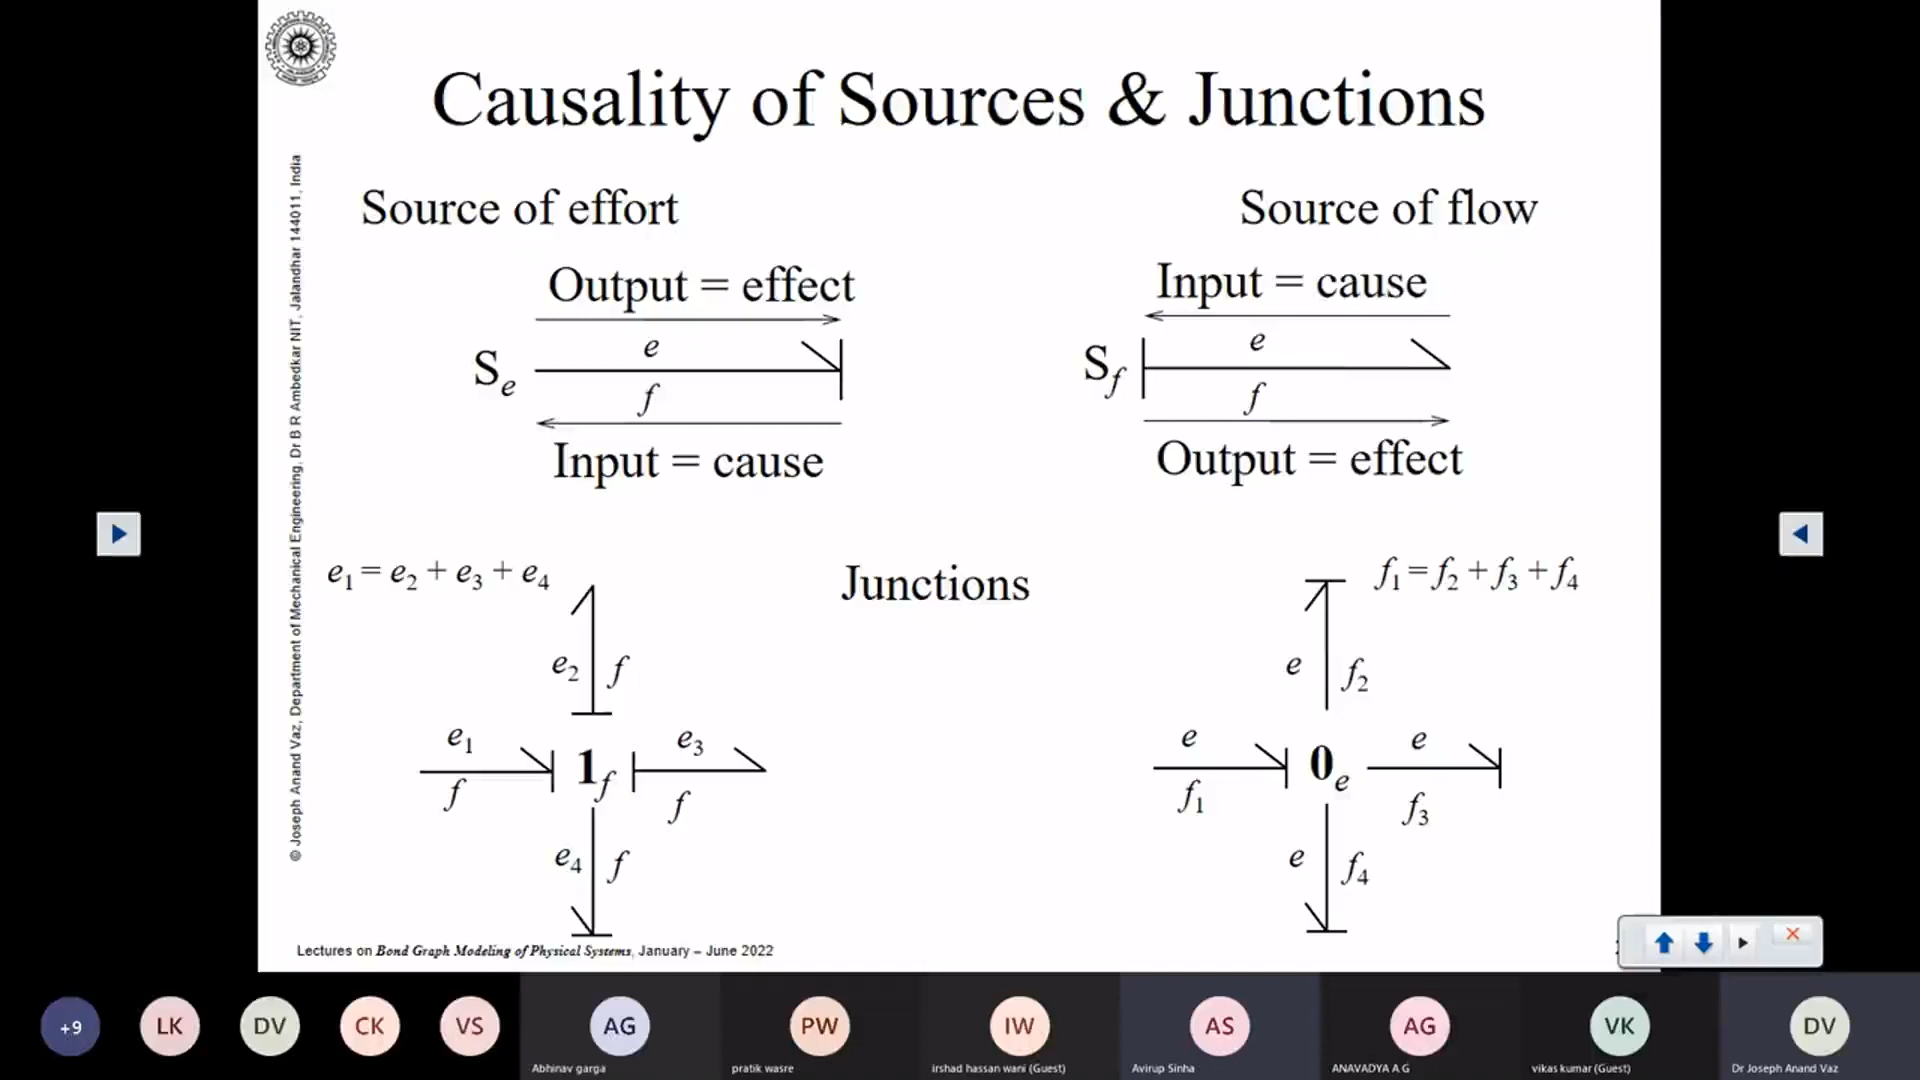 Causality of Sources & Junctions
© Joseph Anand Vaz, Department of Mechanical Engineering, Dr B R Ambedkar NIT, Jalandhar 144011, India
Source of effort
Output = effect
Sₑ
e
f
Input = cause
Source of flow
Input = cause
S_f
e
f
Output = effect
Junctions
e₁ = e₂ + e₃ + e₄
e₂ f
e₁
f
1_f
e₃
f
e₄ f
f₁ = f₂ + f₃ + f₄
e f₂
e
f₁
0ₑ
e
f₃
e f₄
Lectures on Bond Graph Modeling of Physical Systems, January – June 2022
+9 LK DV CK VS AG PW IW AS AG VK DV
Abhinav garga pratik wasre irshad hassan wani (Guest) Avirup Sinha ANAVADYA A G vikas kumar (Guest) Dr Joseph Anand Vaz